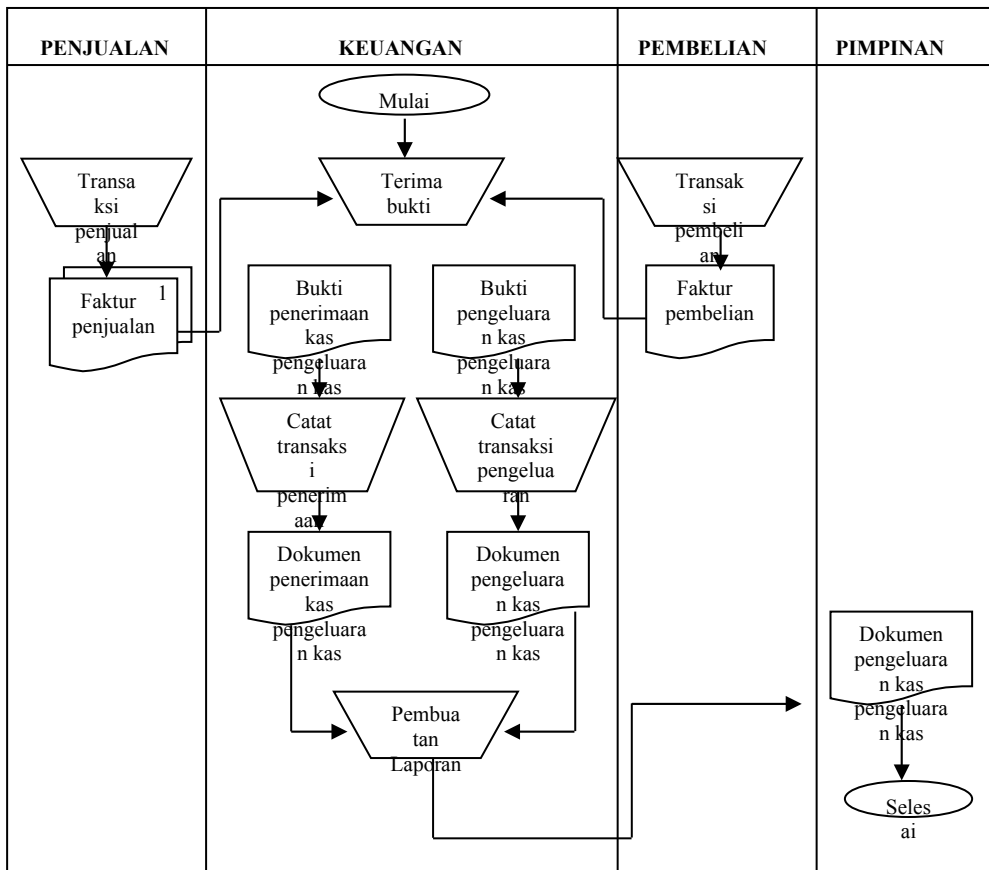 PENJUALAN
KEUANGAN
PEMBELIAN
PIMPINAN
Mulai
Transa
ksi
penjual
an
Terima
bukti
Transak
si
pembeli
an
Faktur
penjualan
1
Bukti
penerimaan
kas
pengeluara
n kas
Bukti
pengeluara
n kas
pengeluara
n kas
Faktur
pembelian
Catat
transaks
i
penerim
aan
Catat
transaksi
pengelua
ran
Dokumen
penerimaan
kas
pengeluara
n kas
Dokumen
pengeluara
n kas
pengeluara
n kas
Dokumen
pengeluara
n kas
pengeluara
n kas
Pembua
tan
Laporan
Seles
ai